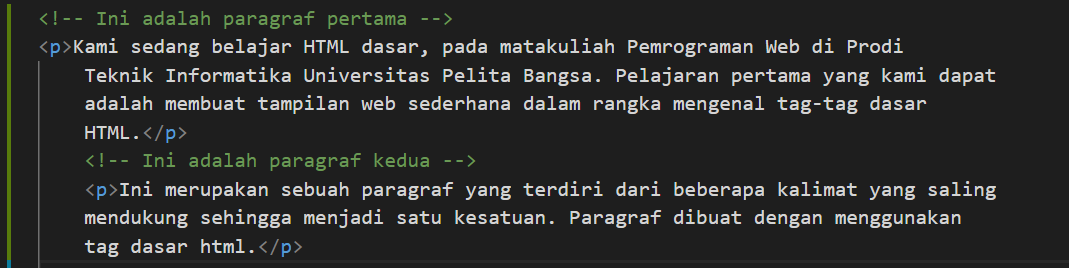 <!-- Ini adalah paragraf pertama -->
<p>Kami sedang belajar HTML dasar, pada matakuliah Pemrograman Web di Prodi
Teknik Informatika Universitas Pelita Bangsa. Pelajaran pertama yang kami dapat
adalah membuat tampilan web sederhana dalam rangka mengenal tag-tag dasar
HTML.</p>
<!-- Ini adalah paragraf kedua -->
<p>Ini merupakan sebuah paragraf yang terdiri dari beberapa kalimat yang saling
mendukung sehingga menjadi satu kesatuan. Paragraf dibuat dengan menggunakan
tag dasar html.</p>